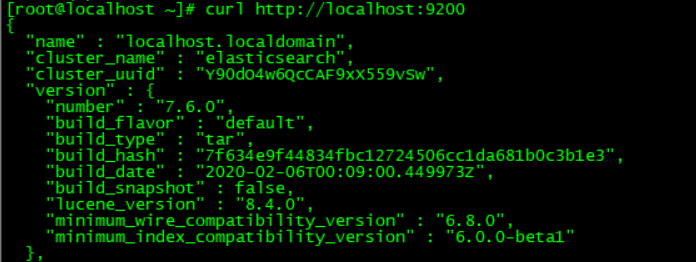 [root@localhost ~]# curl http://localhost:9200
{
  "name" : "localhost.localdomain",
  "cluster_name" : "elasticsearch",
  "cluster_uuid" : "Y90dO4w6QcCAF9xX559vSw",
  "version" : {
    "number" : "7.6.0",
    "build_flavor" : "default",
    "build_type" : "tar",
    "build_hash" : "7f634e9f44834fbc12724506cc1da681b0c3b1e3",
    "build_date" : "2020-02-06T00:09:00.449973Z",
    "build_snapshot" : false,
    "lucene_version" : "8.4.0",
    "minimum_wire_compatibility_version" : "6.8.0",
    "minimum_index_compatibility_version" : "6.0.0-beta1"
  },